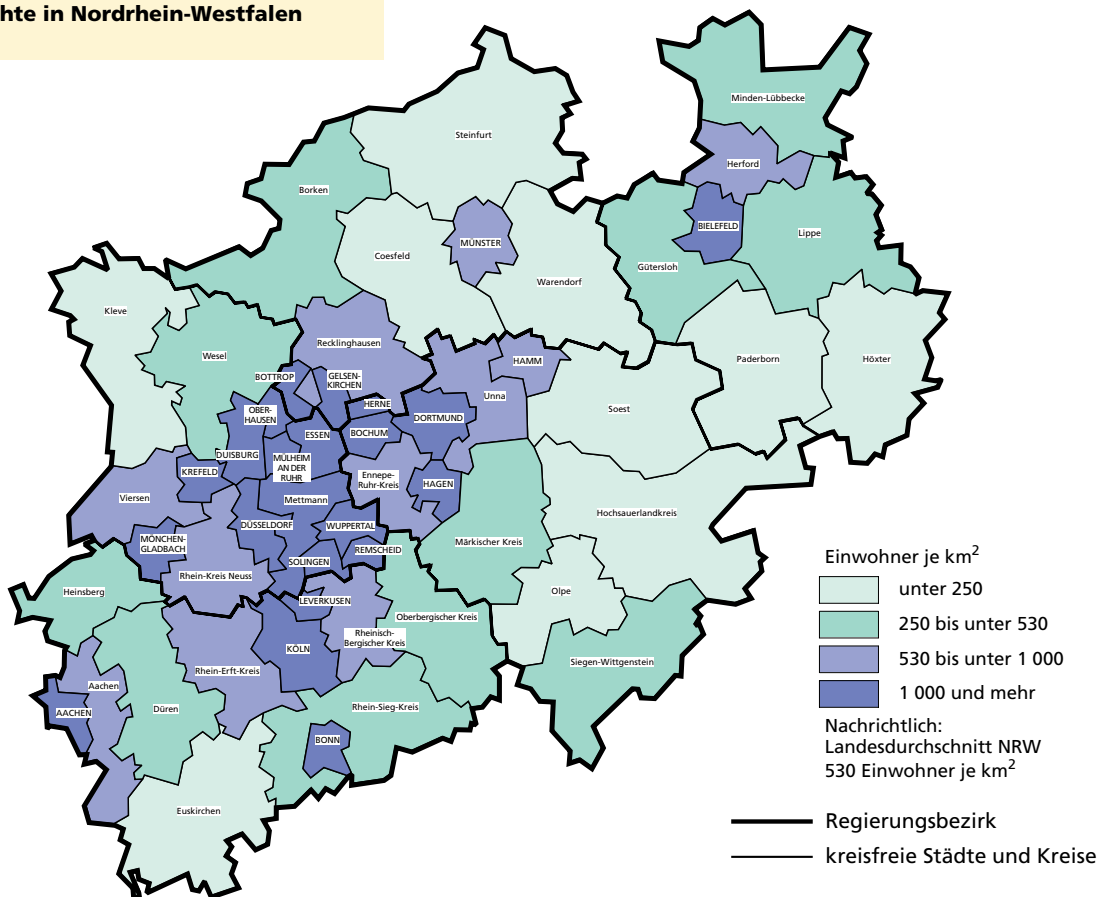 hte in Nordrhein-Westfalen
Minden-Lübbecke
Steinfurt
Herford
Borken
BIELEFELD
Lippe
MÜNSTER
Coesfeld
Gütersloh
Warendorf
Kleve
Recklinghausen
Wesel
HAMM
Paderborn
Höxter
BOTTROP
GELSEN-
KIRCHEN
Unna
HERNE
Soest
OBER-
HAUSEN
DORTMUND
ESSEN
BOCHUM
DUISBURG
MÜLHEIM
AN DER
RUHR
KREFELD
Ennepe-
Ruhr-Kreis
HAGEN
Viersen
Mettmann
Hochsauerlandkreis
DÜSSELDORF
WUPPERTAL
MÖNCHEN-
GLADBACH
REMSCHEID
Märkischer Kreis
SOLINGEN
Rhein-Kreis Neuss
Heinsberg
Olpe
LEVERKUSEN
Oberbergischer Kreis
Rheinisch-
Bergischer Kreis
KÖLN
Siegen-Wittgenstein
Rhein-Erft-Kreis
Aachen
AACHEN
Düren
Rhein-Sieg-Kreis
BONN
Euskirchen
Einwohner je km²
unter 250
250 bis unter 530
530 bis unter 1 000
1 000 und mehr
Nachrichtlich:
Landesdurchschnitt NRW
530 Einwohner je km²
Regierungsbezirk
kreisfreie Städte und Kreise